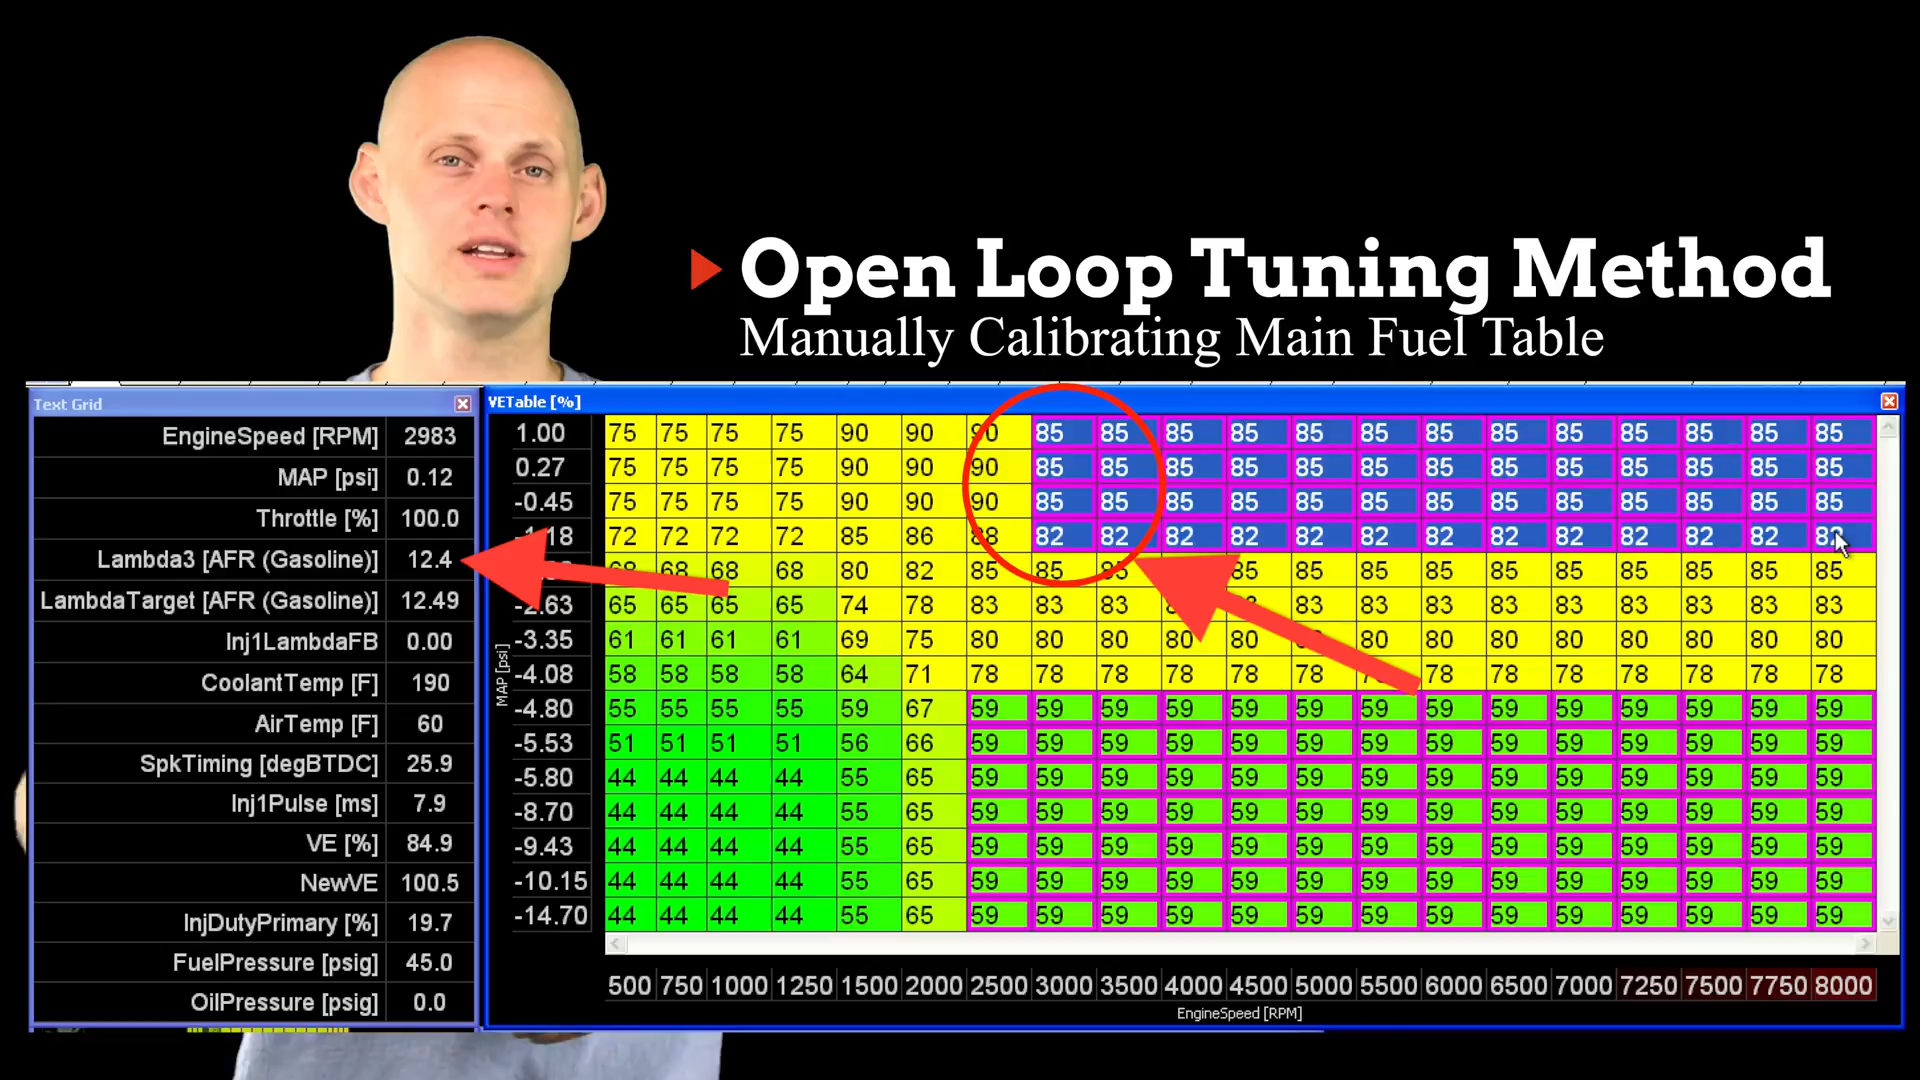 Open Loop Tuning Method
Manually Calibrating Main Fuel Table
Text Grid
EngineSpeed [RPM] 2983
MAP [psi] 0.12
Throttle [%] 100.0
Lambda3 [AFR (Gasoline)] 12.4
LambdaTarget [AFR (Gasoline)] 12.49
Inj1LambdaFB 0.00
CoolantTemp [F] 190
AirTemp [F] 60
SpkTiming [degBTDC] 25.9
Inj1Pulse [ms] 7.9
VE [%] 84.9
NewVE 100.5
InjDutyPrimary [%] 19.7
FuelPressure [psig] 45.0
OilPressure [psig] 0.0
VETable [%]
MAP [psi]
1.00 75 75 75 75 90 90 90 85 85 85 85 85 85 85 85 85 85 85 85 85
0.27 75 75 75 75 90 90 90 85 85 85 85 85 85 85 85 85 85 85 85 85
-0.45 75 75 75 75 90 90 90 85 85 85 85 85 85 85 85 85 85 85 85 85
72 72 72 72 85 86 88 82 82 82 82 82 82 82 82 82 82 82 82 82
68 68 68 80 82 85 85 85 85 85 85 85 85 85 85 85 85 85
-2.63 65 65 65 65 74 78 83 83 83 83 83 83 83 83 83 83 83 83
-3.35 61 61 61 61 69 75 80 80 80 80 80 80 80 80 80 80 80 80 80
-4.08 58 58 58 58 64 71 78 78 78 78 78 78 78 78 78 78 78 78 78
-4.80 55 55 55 55 59 67 59 59 59 59 59 59 59 59 59 59 59 59 59 59
-5.53 51 51 51 51 56 66 59 59 59 59 59 59 59 59 59 59 59 59 59 59
-5.80 44 44 44 44 55 65 59 59 59 59 59 59 59 59 59 59 59 59 59 59
-8.70 44 44 44 44 55 65 59 59 59 59 59 59 59 59 59 59 59 59 59 59
-9.43 44 44 44 44 55 65 59 59 59 59 59 59 59 59 59 59 59 59 59 59
-10.15 44 44 44 44 55 65 59 59 59 59 59 59 59 59 59 59 59 59 59 59
-14.70 44 44 44 44 55 65 59 59 59 59 59 59 59 59 59 59 59 59 59 59
500 750 1000 1250 1500 2000 2500 3000 3500 4000 4500 5000 5500 6000 6500 7000 7250 7500 7750 8000
EngineSpeed [RPM]